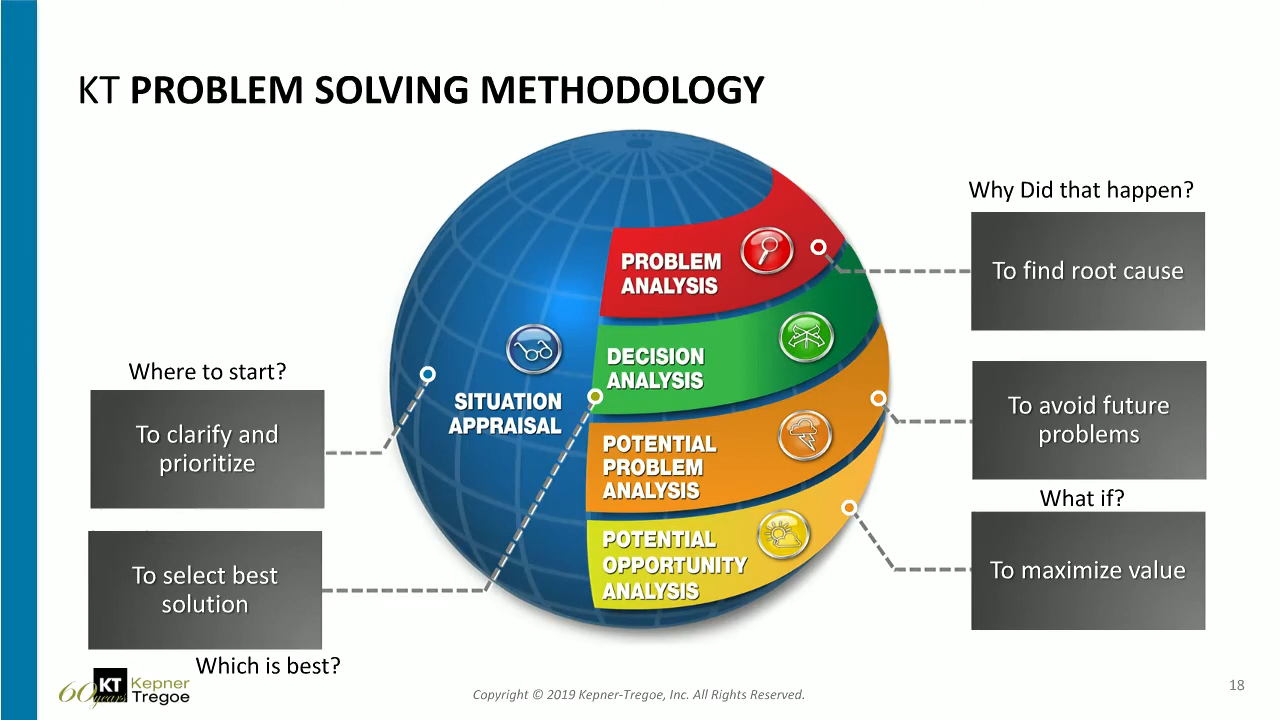 KT PROBLEM SOLVING METHODOLOGY
Why Did that happen?
PROBLEM
ANALYSIS
To find root cause
DECISION
ANALYSIS
Where to start?
SITUATION
APPRAISAL
To clarify and
prioritize
To avoid future
problems
POTENTIAL
PROBLEM
ANALYSIS
What if?
POTENTIAL
OPPORTUNITY
ANALYSIS
To maximize value
To select best
solution
Which is best?
60 years
KT
Kepner
Tregoe
Copyright © 2019 Kepner-Tregoe, Inc. All Rights Reserved.
18